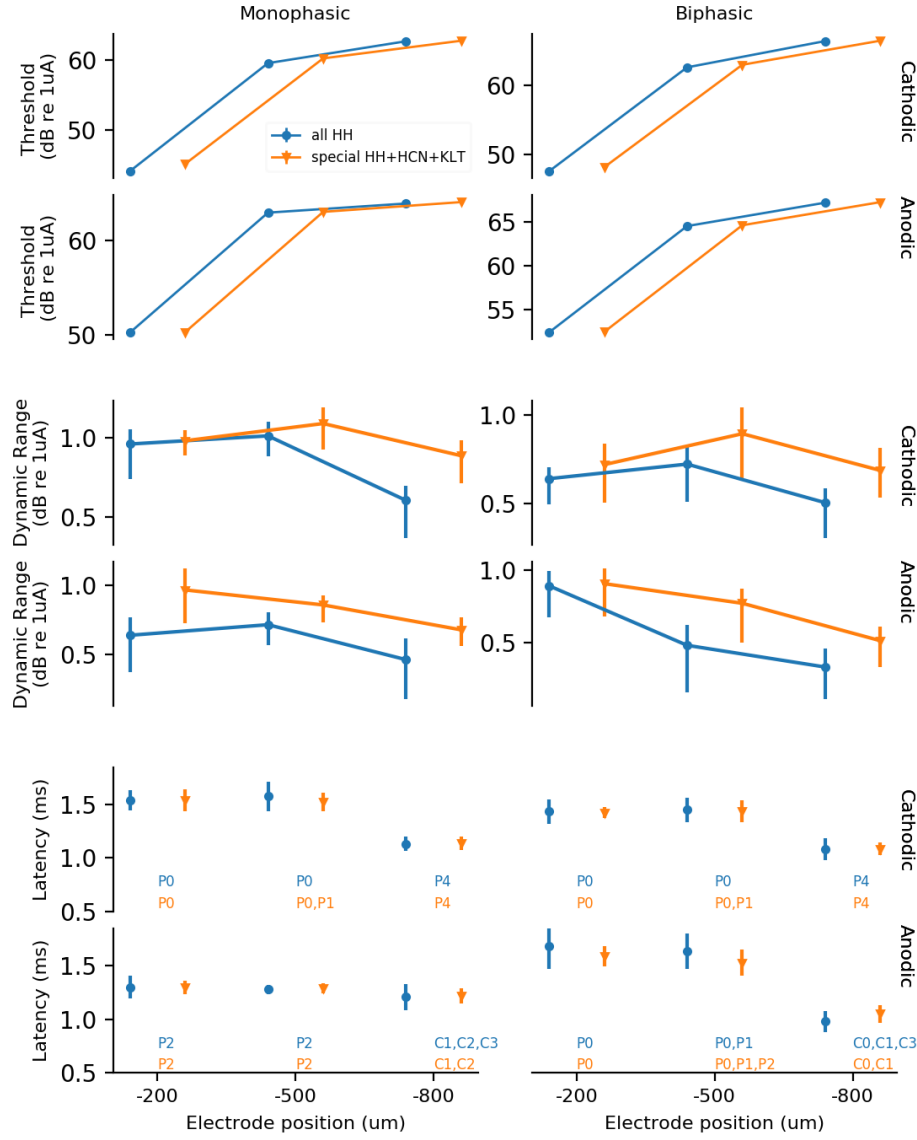 Monophasic
Biphasic
Threshold
(dB re 1uA)
60
50
all HH
special HH+HCN+KLT
60
50
Cathodic
Threshold
(dB re 1uA)
60
50
65
60
55
Anodic
Dynamic Range
(dB re 1uA)
1.0
0.5
1.0
0.5
Cathodic
Dynamic Range
(dB re 1uA)
1.0
0.5
1.0
0.5
Anodic
Latency (ms)
1.5
1.0
0.5
P0
P0
P4
P0
P0,P1
P4
1.5
1.0
0.5
P0
P0
P4
P0
P0,P1
P4
Cathodic
Latency (ms)
1.5
1.0
0.5
P2
P2
C1,C2,C3
P2
P2
C1,C2
1.5
1.0
0.5
P0
P0,P1
C0,C1,C3
P0
P0,P1,P2
C0,C1
Anodic
-200
-500
-800
-200
-500
-800
Electrode position (um)
Electrode position (um)